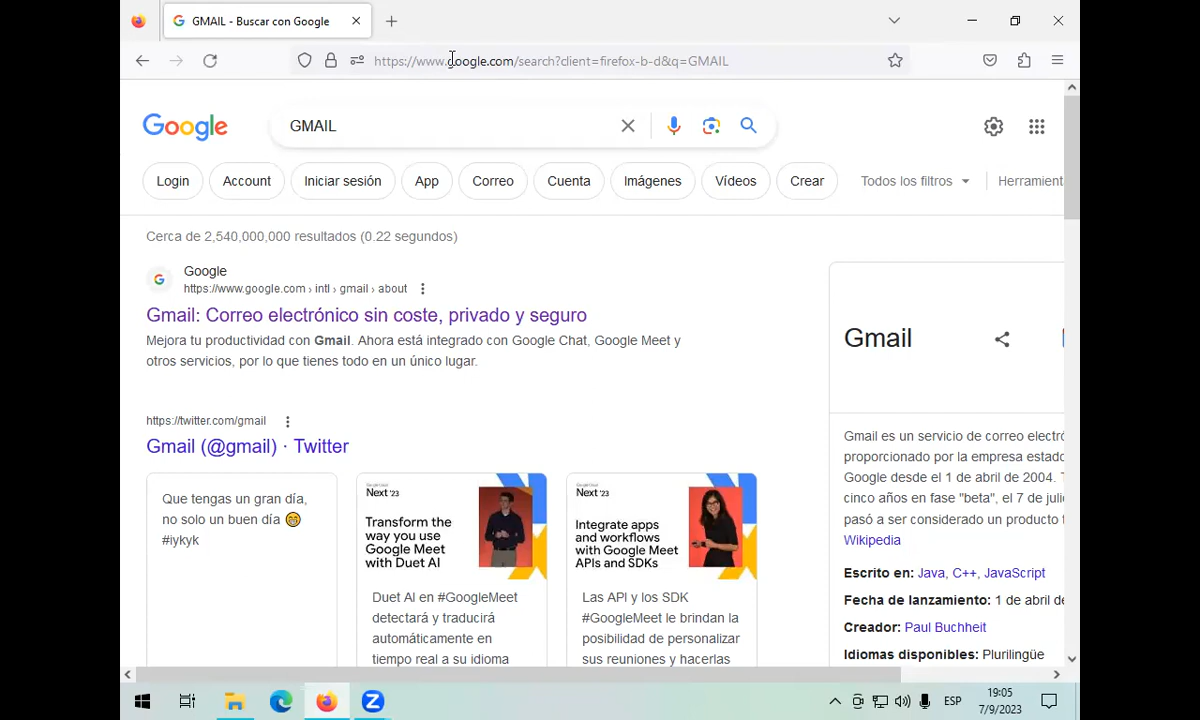 GMAIL - Buscar con Google
https://www.google.com/search?client=firefox-b-d&q=GMAIL
Google
GMAIL
Login
Account
Iniciar sesión
App
Correo
Cuenta
Imágenes
Vídeos
Crear
Todos los filtros
Herramient
Cerca de 2,540,000,000 resultados (0.22 segundos)
Google
https://www.google.com › intl › gmail › about
Gmail: Correo electrónico sin coste, privado y seguro
Mejora tu productividad con Gmail. Ahora está integrado con Google Chat, Google Meet y
otros servicios, por lo que tienes todo en un único lugar.
https://twitter.com/gmail
Gmail (@gmail) · Twitter
Que tengas un gran día,
no solo un buen día 😁
#iykyk
Next '23
Transform the
way you use
Google Meet
with Duet AI
Duet AI en #GoogleMeet
detectará y traducirá
automáticamente en
tiempo real a su idioma
Next '23
Integrate apps
and workflows
with Google Meet
APIs and SDKs
Las API y los SDK
#GoogleMeet le brindan la
posibilidad de personalizar
sus reuniones y hacerlas
Gmail
Gmail es un servicio de correo electró
proporcionado por la empresa estado
Google desde el 1 de abril de 2004. T
cinco años en fase "beta", el 7 de julio
pasó a ser considerado un producto t
Wikipedia
Escrito en: Java, C++, JavaScript
Fecha de lanzamiento: 1 de abril de
Creador: Paul Buchheit
Idiomas disponibles: Plurilingüe
ESP
19:05
7/9/2023